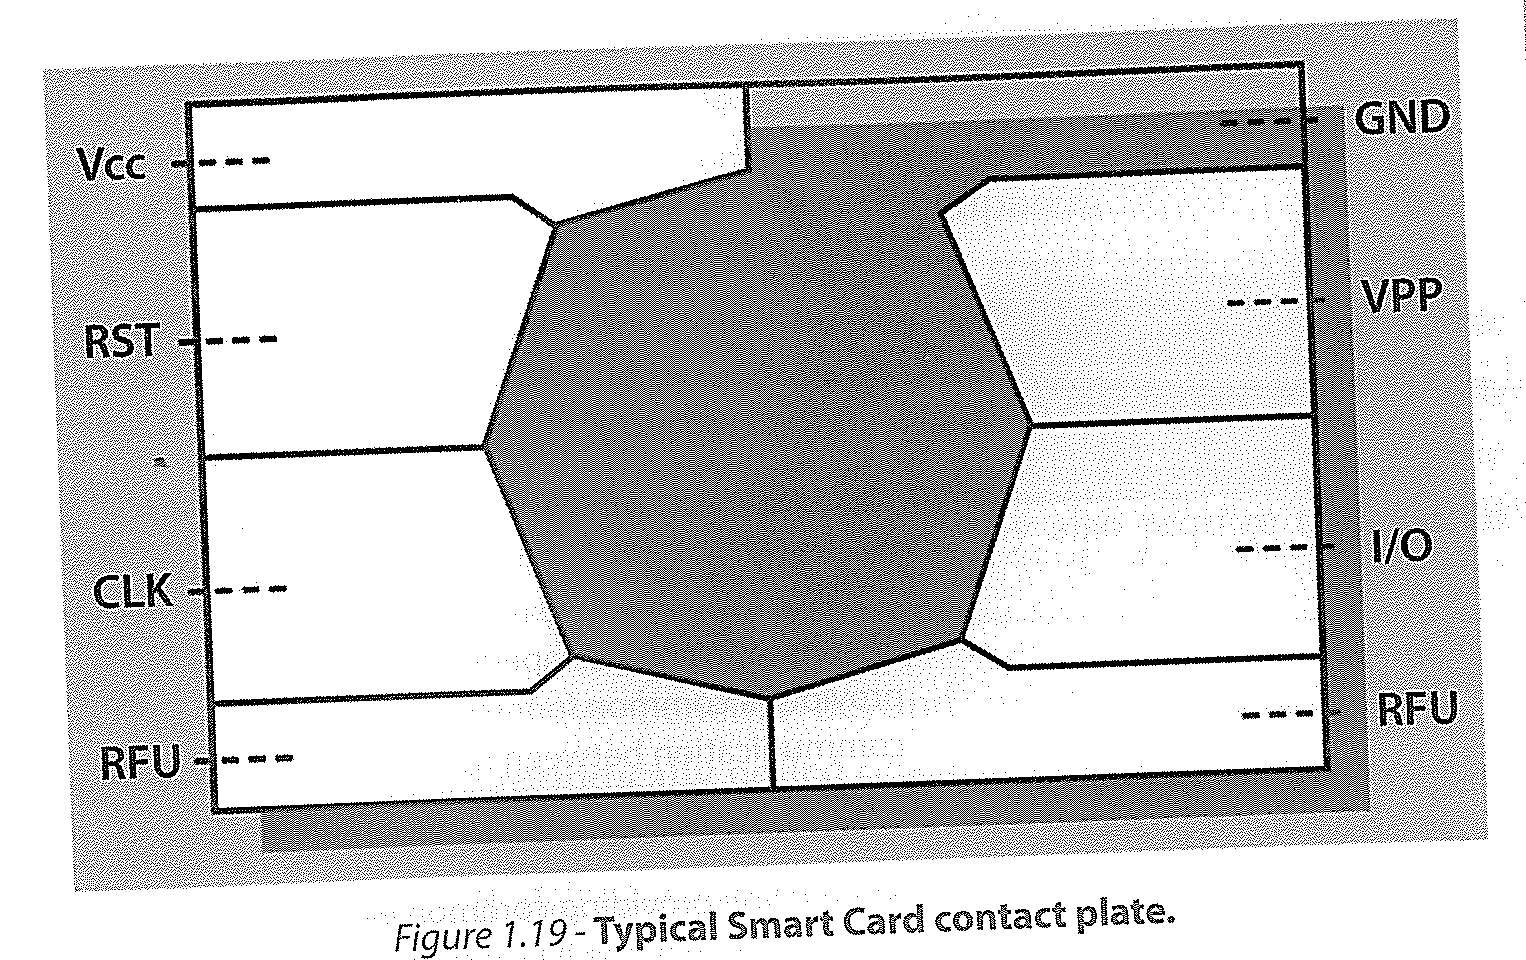 Vcc
GND
RST
VPP
CLK
I/O
RFU
RFU
Figure 1.19 - Typical Smart Card contact plate.